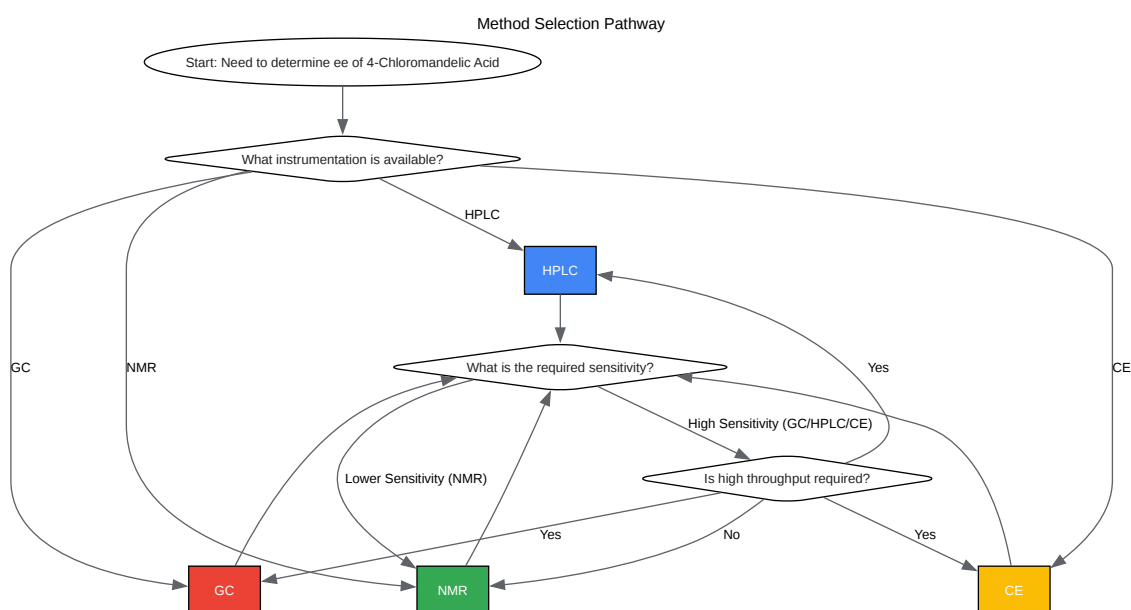 Method Selection Pathway
Start: Need to determine ee of 4-Chloromandelic Acid
What instrumentation is available?
HPLC
HPLC
GC
NMR
What is the required sensitivity?
Yes
CE
High Sensitivity (GC/HPLC/CE)
Lower Sensitivity (NMR)
Is high throughput required?
Yes
No
Yes
GC
NMR
CE